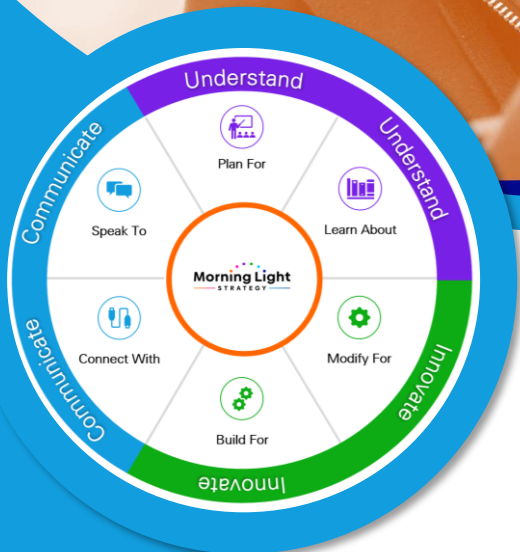 Understand
Understand
Innovate
Innovate
Communicate
Communicate
Plan For
Learn About
Modify For
Build For
Connect With
Speak To
Morning Light
STRATEGY